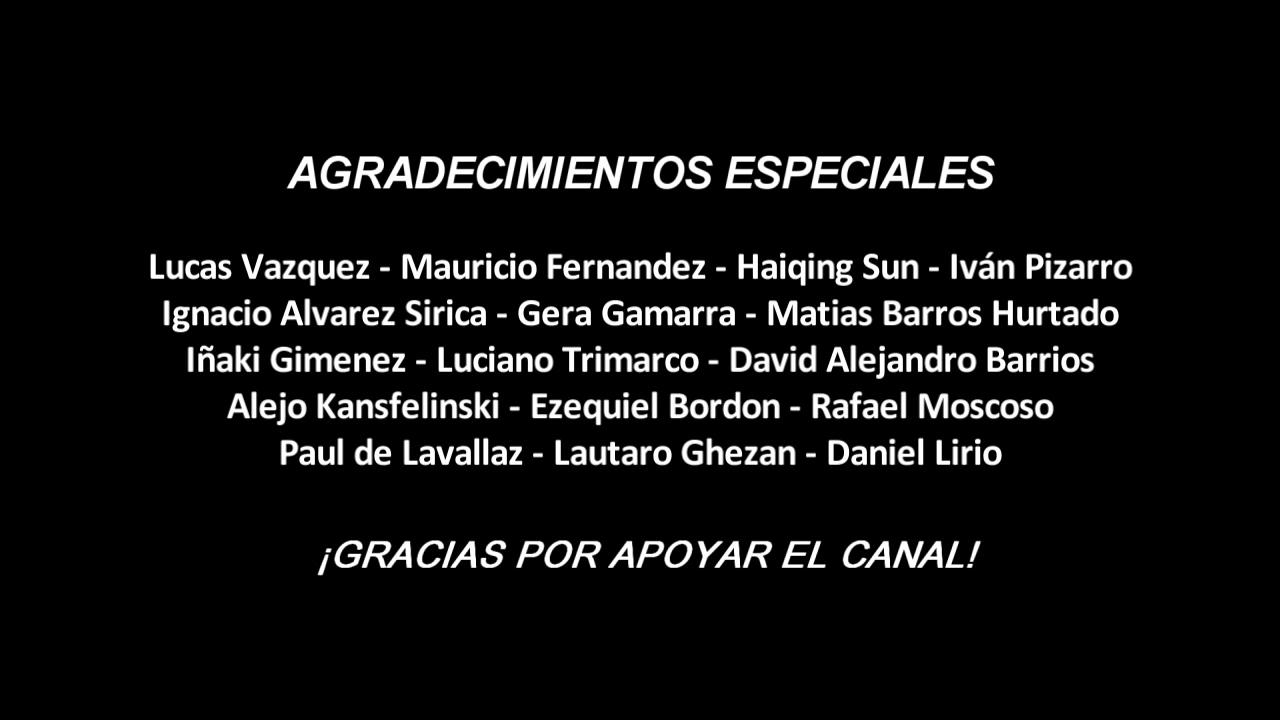 AGRADECIMIENTOS ESPECIALES
Lucas Vazquez - Mauricio Fernandez - Haiqing Sun - Iván Pizarro
Ignacio Alvarez Sirica - Gera Gamarra - Matias Barros Hurtado
Iñaki Gimenez - Luciano Trimarco - David Alejandro Barrios
Alejo Kansfelinski - Ezequiel Bordon - Rafael Moscoso
Paul de Lavallaz - Lautaro Ghezan - Daniel Lirio
¡GRACIAS POR APOYAR EL CANAL!